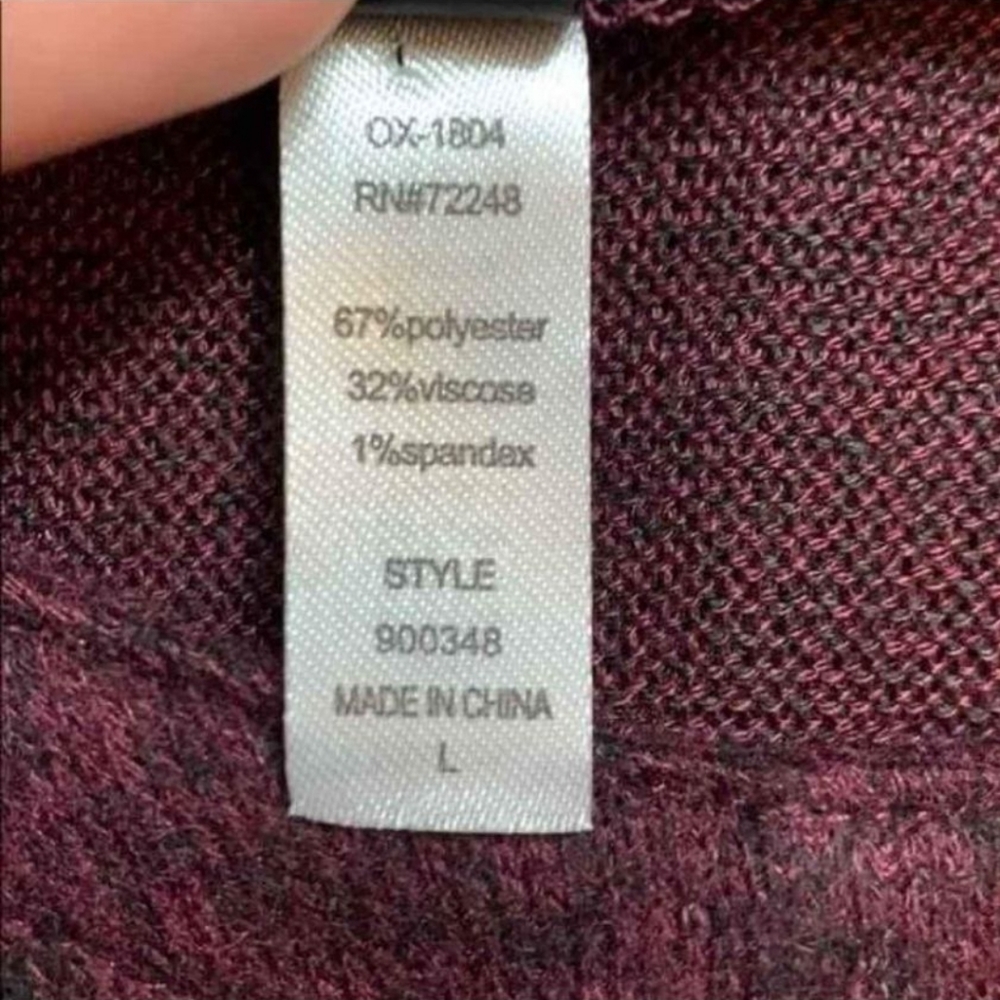 OX-1804
RN#72248
67%polyester
32%viscose
1%spandex
STYLE
900348
MADE IN CHINA
L